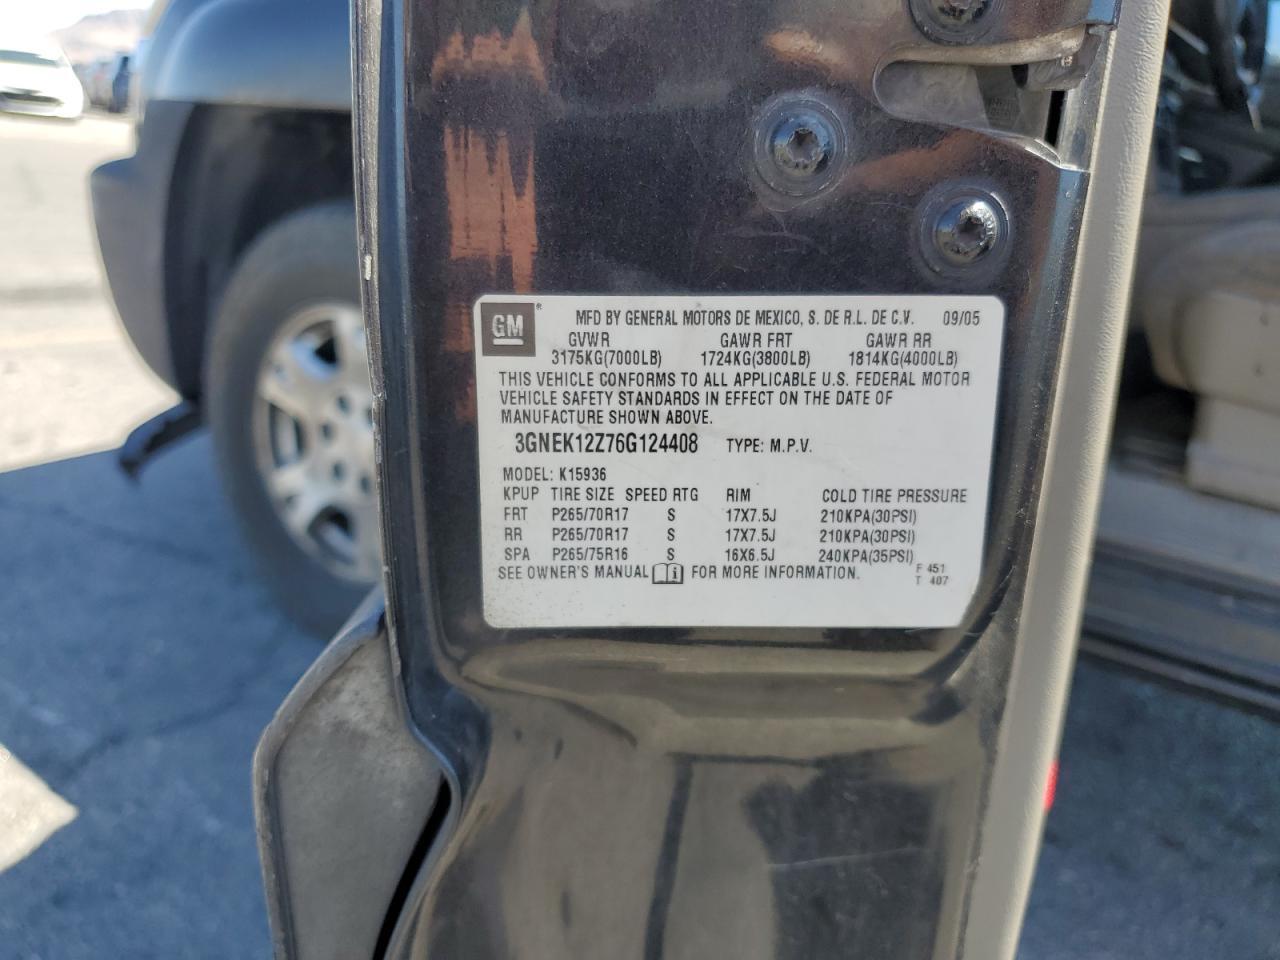 GM ® MFD BY GENERAL MOTORS DE MEXICO, S. DE R.L. DE C.V. 09/05
GVWR GAWR FRT GAWR RR
3175KG(7000LB) 1724KG(3800LB) 1814KG(4000LB)
THIS VEHICLE CONFORMS TO ALL APPLICABLE U.S. FEDERAL MOTOR
VEHICLE SAFETY STANDARDS IN EFFECT ON THE DATE OF
MANUFACTURE SHOWN ABOVE.
3GNEK12Z76G124408 TYPE: M.P.V.
MODEL: K15936
KPUP TIRE SIZE SPEED RTG RIM COLD TIRE PRESSURE
FRT P265/70R17 S 17X7.5J 210KPA(30PSI)
RR P265/70R17 S 17X7.5J 210KPA(30PSI)
SPA P265/75R16 S 16X6.5J 240KPA(35PSI)
SEE OWNER'S MANUAL i FOR MORE INFORMATION. F 451
T 407